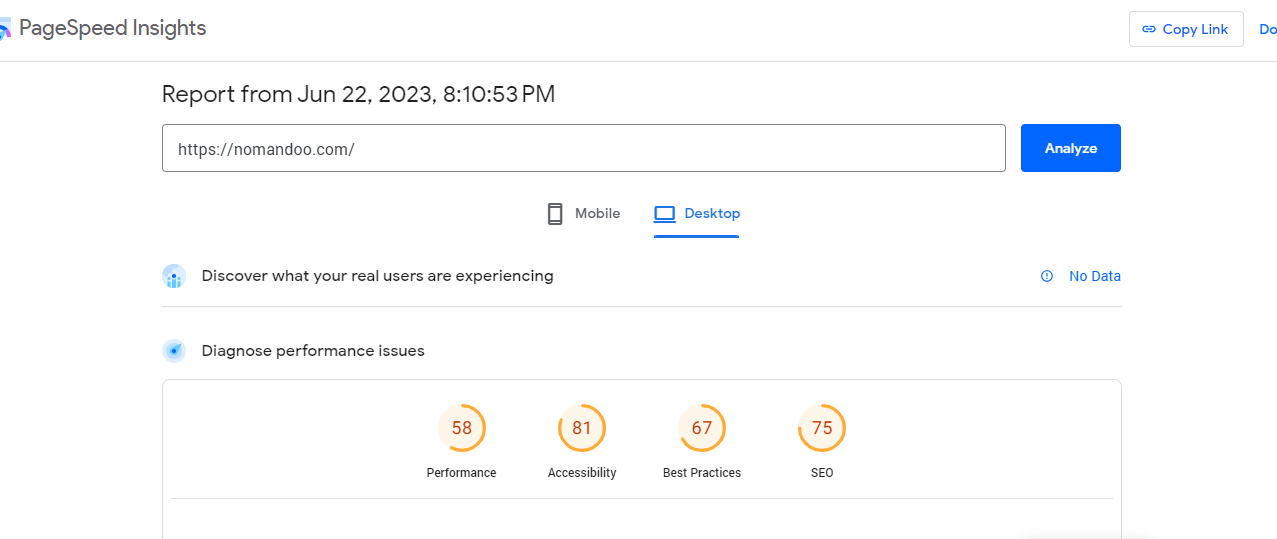 PageSpeed Insights
Copy Link
Do
Report from Jun 22, 2023, 8:10:53 PM
https://nomandoo.com/
Analyze
Mobile
Desktop
Discover what your real users are experiencing
No Data
Diagnose performance issues
58
81
67
75
Performance
Accessibility
Best Practices
SEO